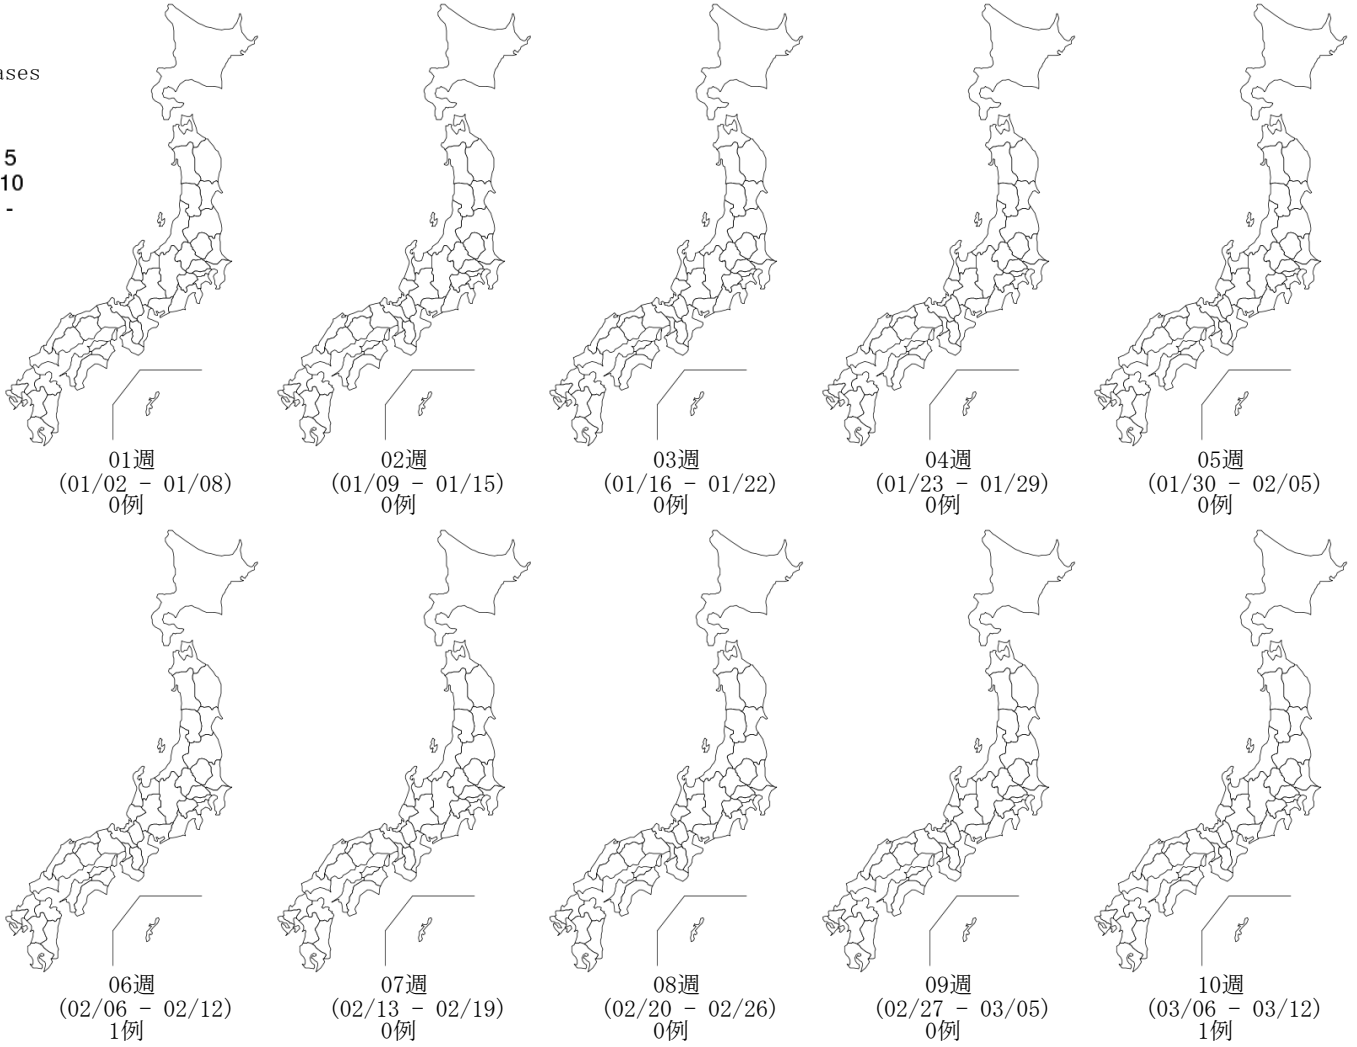 ases
5
10
-
01週
(01/02 - 01/08)
0例
02週
(01/09 - 01/15)
0例
03週
(01/16 - 01/22)
0例
04週
(01/23 - 01/29)
0例
05週
(01/30 - 02/05)
0例
06週
(02/06 - 02/12)
1例
07週
(02/13 - 02/19)
0例
08週
(02/20 - 02/26)
0例
09週
(02/27 - 03/05)
0例
10週
(03/06 - 03/12)
1例